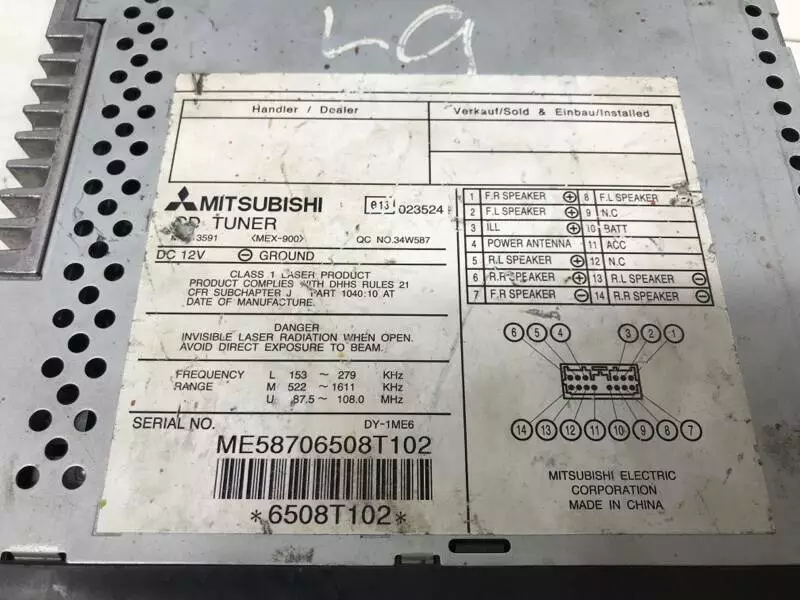 L9
Handler / Dealer
Verkauf/Sold & Einbau/Installed
MITSUBISHI
e13 023524
TUNER
3591 <MEX-900> QC NO.34W587
DC 12V ⊖ GROUND
CLASS 1 LASER PRODUCT
PRODUCT COMPLIES WITH DHHS RULES 21
CFR SUBCHAPTER J PART 1040:10 AT
DATE OF MANUFACTURE.
DANGER
INVISIBLE LASER RADIATION WHEN OPEN.
AVOID DIRECT EXPOSURE TO BEAM.
FREQUENCY L 153 ~ 279 KHz
RANGE M 522 ~ 1611 KHz
U 87.5 ~ 108.0 MHz
SERIAL NO. DY-1ME6
ME58706508T102
*6508T102*
1 F.R SPEAKER ⊕ 8 F.L SPEAKER
2 F.L SPEAKER ⊕ 9 N.C
3 ILL ⊕ 10 BATT
4 POWER ANTENNA 11 ACC
5 R.L SPEAKER ⊕ 12 N.C
6 R.R SPEAKER ⊕ 13 R.L SPEAKER ⊖
7 F.R SPEAKER ⊖ 14 R.R SPEAKER ⊖
6 5 4 3 2 1
14 13 12 11 10 9 8 7
MITSUBISHI ELECTRIC
CORPORATION
MADE IN CHINA